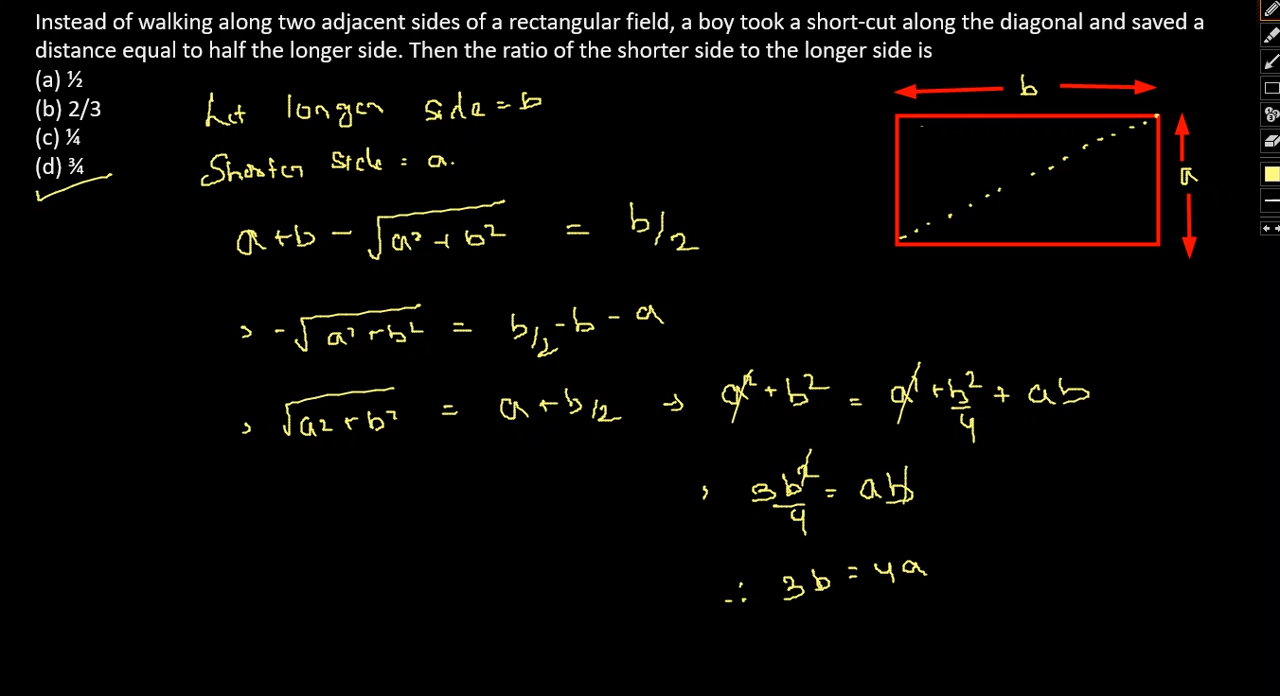 Instead of walking along two adjacent sides of a rectangular field, a boy took a short-cut along the diagonal and saved a
distance equal to half the longer side. Then the ratio of the shorter side to the longer side is
(a) ½
(b) 2/3
(c) ¼
(d) ¾
Let longer side = b
Shorter side = a.
b
a
a + b - √(a² + b²) = b/2
⇒ -√(a² + b²) = b/2 - b - a
⇒ √(a² + b²) = a + b/2 → a² + b² = a² + b²/4 + ab
⇒ 3b²/4 = ab
∴ 3b = 4a